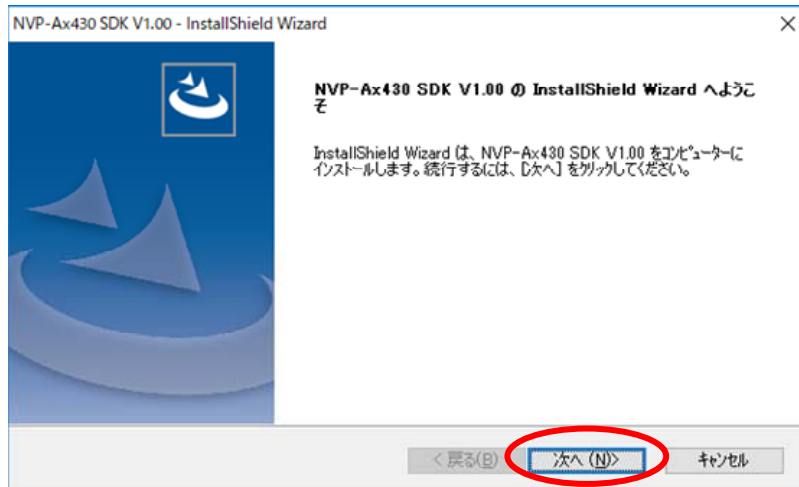 NVP-Ax430 SDK V1.00 - InstallShield Wizard
NVP-Ax430 SDK V1.00 の InstallShield Wizard へようこ
そ
InstallShield Wizard は、NVP-Ax430 SDK V1.00 をコンピューターに
インストールします。続行するには、[次へ] をクリックしてください。
< 戻る(B)
次へ (N)>
キャンセル